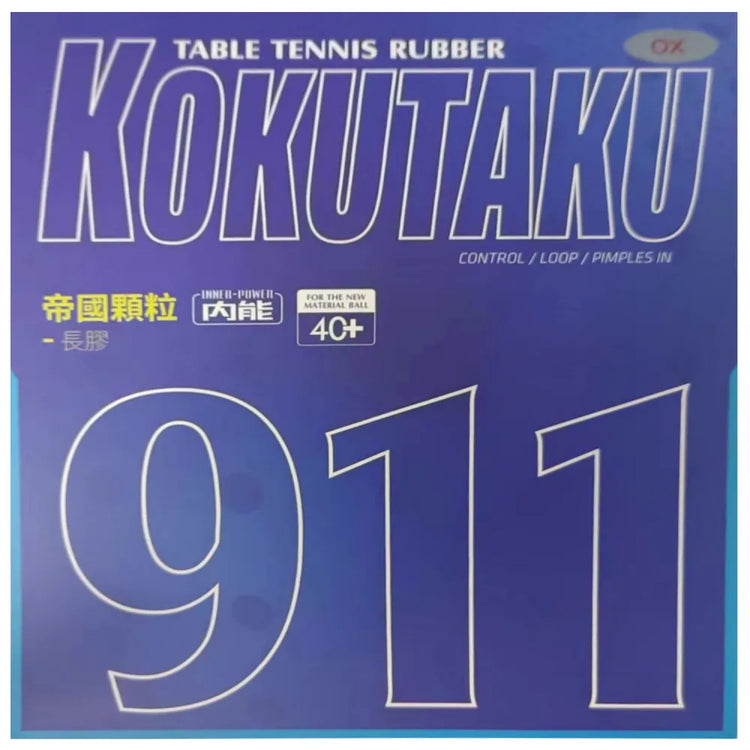 TABLE TENNIS RUBBER
OX
KOKUTAKU
CONTROL / LOOP / PIMPLES IN
帝國顆粒
- 長膠
INNER-POWER
内能
FOR THE NEW
MATERIAL BALL
40+
911